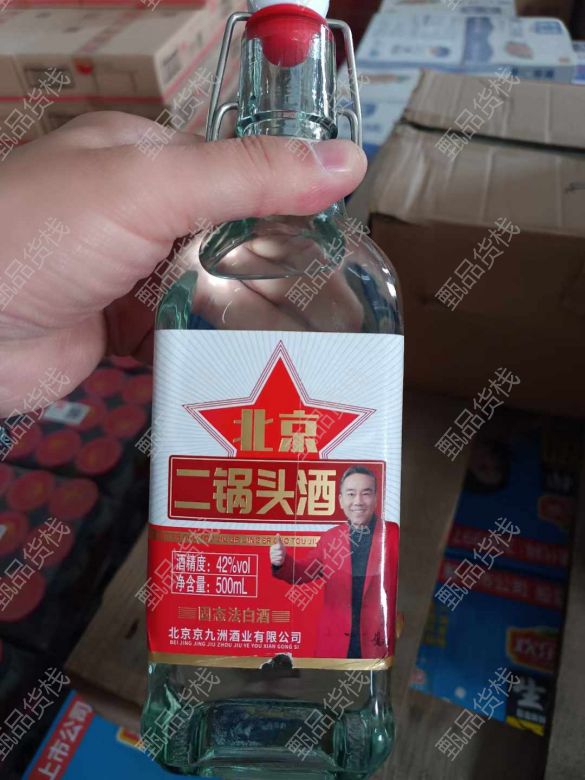 北京
二锅头酒
酒精度：42%vol
净含量：500mL
固态法白酒
北京京九洲酒业有限公司
BEI JING JING JIU ZHOU JIU YE YOU XIAN GONG SI
上市公司
甄品货栈